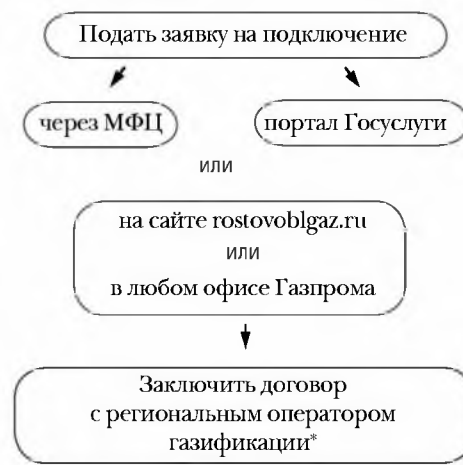 Подать заявку на подключение
через МФЦ
портал Госуслуги
или
на сайте rostovoblgaz.ru
или
в любом офисе Газпрома
Заключить договор
с региональным оператором
газификации*